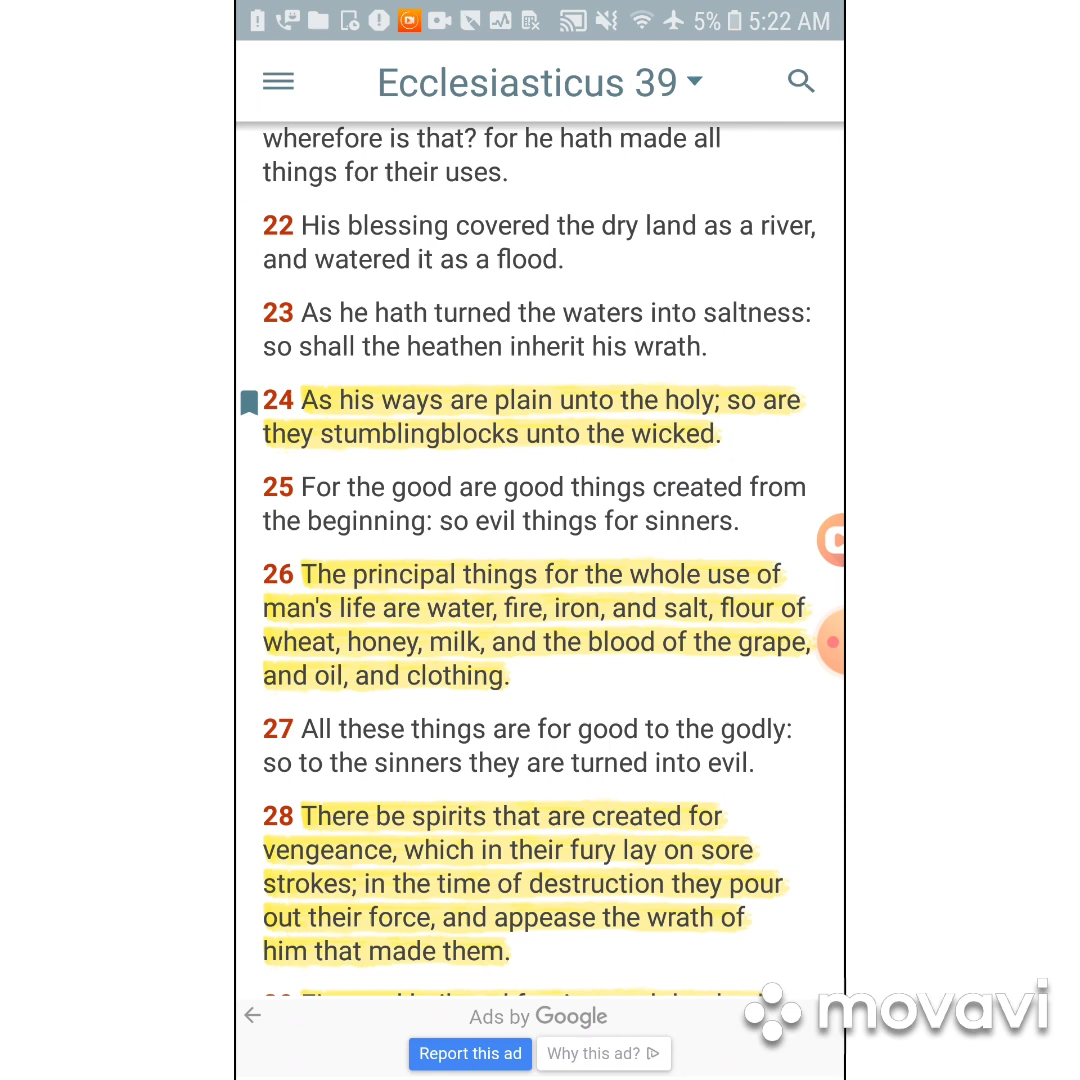 5% 5:22 AM
Ecclesiasticus 39
wherefore is that? for he hath made all
things for their uses.
22 His blessing covered the dry land as a river,
and watered it as a flood.
23 As he hath turned the waters into saltness:
so shall the heathen inherit his wrath.
24 As his ways are plain unto the holy; so are
they stumblingblocks unto the wicked.
25 For the good are good things created from
the beginning: so evil things for sinners.
26 The principal things for the whole use of
man's life are water, fire, iron, and salt, flour of
wheat, honey, milk, and the blood of the grape,
and oil, and clothing.
27 All these things are for good to the godly:
so to the sinners they are turned into evil.
28 There be spirits that are created for
vengeance, which in their fury lay on sore
strokes; in the time of destruction they pour
out their force, and appease the wrath of
him that made them.
Ads by Google
Report this ad Why this ad?
movavi